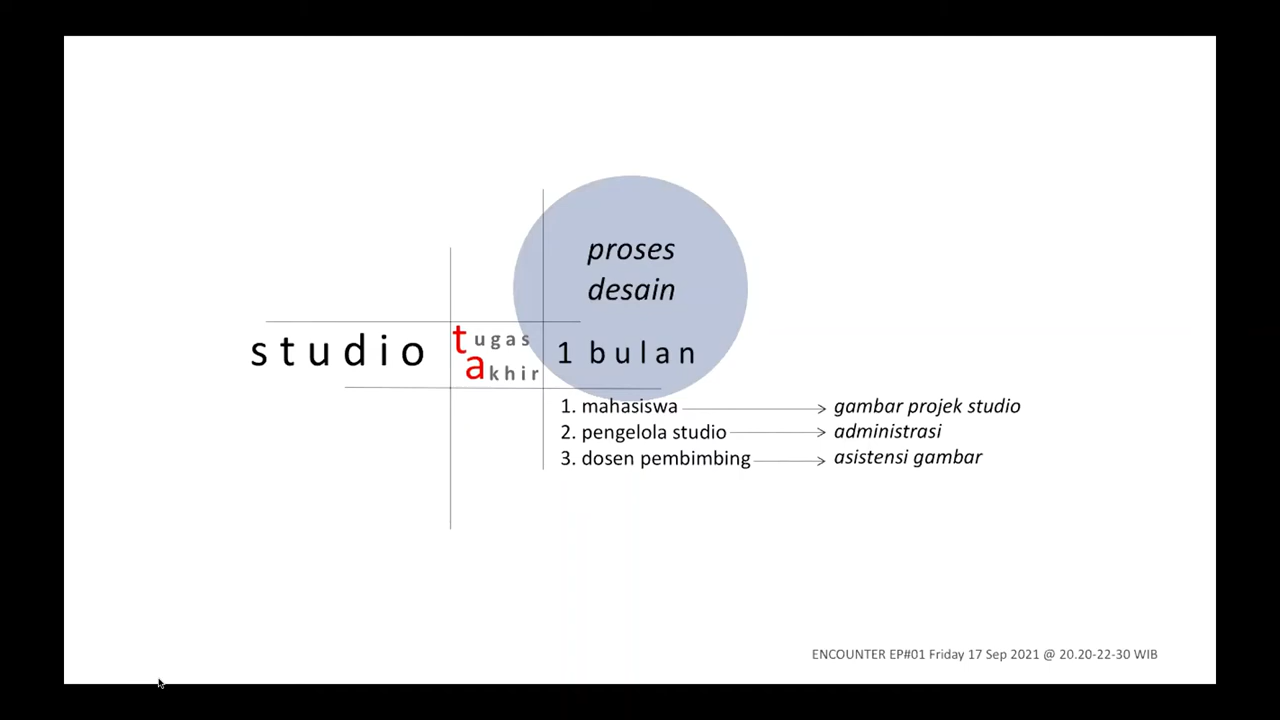 proses
desain
studio tugas akhir 1 bulan
1. mahasiswa gambar projek studio
2. pengelola studio administrasi
3. dosen pembimbing asistensi gambar
ENCOUNTER EP#01 Friday 17 Sep 2021 @ 20.20-22-30 WIB